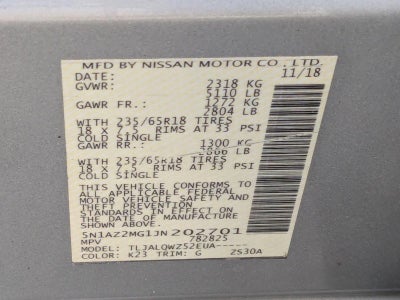 MFD BY NISSAN MOTOR CO., LTD.
DATE: 11/18
GVWR: 2318 KG
5110 LB
GAWR FR.: 1272 KG
2804 LB
WITH 235/65R18 TIRES
18 X 7.5 RIMS AT 33 PSI
COLD SINGLE
GAWR RR.: 1300 KG
2866 LB
WITH 235/65R18 TIRES
18 X 7.5 RIMS AT 33 PSI
COLD SINGLE
THIS VEHICLE CONFORMS TO
ALL APPLICABLE FEDERAL
MOTOR VEHICLE SAFETY AND
THEFT PREVENTION
STANDARDS IN EFFECT ON
THE DATE OF MANUFACTURE
SHOWN ABOVE.
5N1AZ2MG1JN202701
MPV 782825
MODEL: TLJALQWZ52EUA-----
COLOR: K23 TRIM: G ZS30A